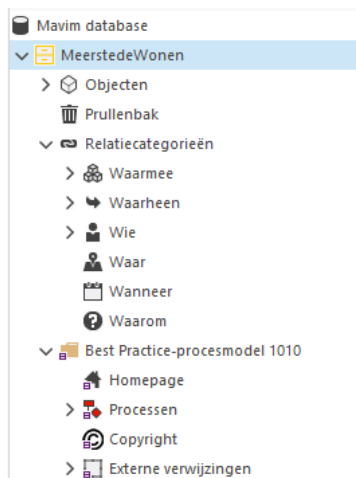 Mavim database
MeerstedeWonen
Objecten
Prullenbak
Relatiecategorieën
Waarmee
Waarheen
Wie
Waar
Wanneer
Waarom
Best Practice-procesmodel 1010
Homepage
Processen
Copyright
Externe verwijzingen